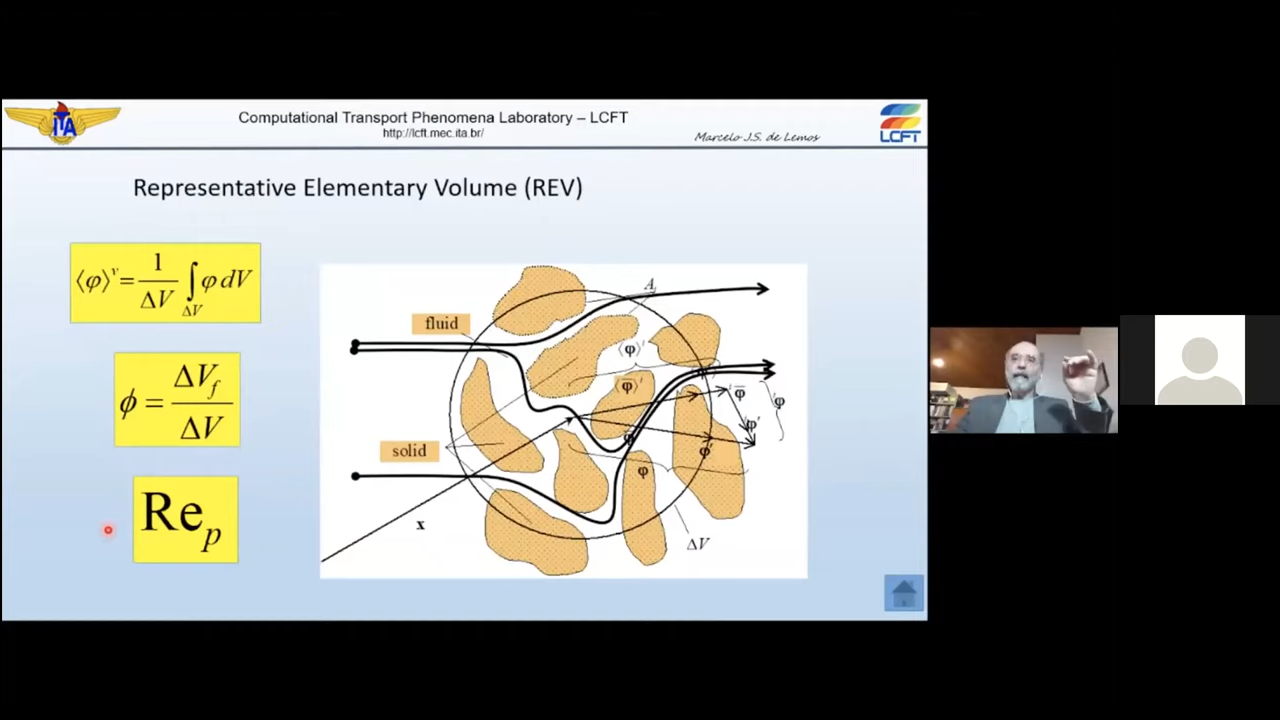 ITA
Computational Transport Phenomena Laboratory – LCFT
http://lcft.mec.ita.br/
Marcelo J.S. de Lemos
LCFT
Representative Elementary Volume (REV)
⟨φ⟩ᵛ = 1/ΔV ∫_ΔV φ dV
ϕ = ΔV_f / ΔV
Re_p
A_i
fluid
⟨φ⟩ⁱ
⟨φ̅⟩ⁱ
φ̅
φ
φ'
solid
φ'
φ
x
ΔV